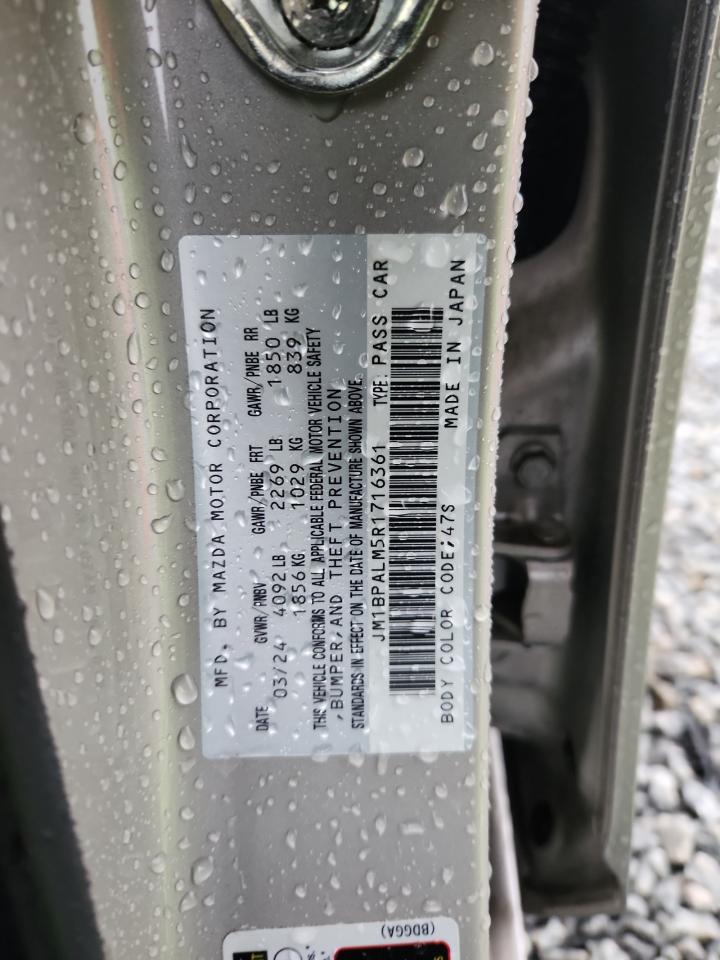 MFD. BY MAZDA MOTOR CORPORATION
DATE GVWR/PNBV GAWR/PNBE FRT GAWR/PNBE RR
03/24 4092 LB 2269 LB 1850 LB
1856 KG 1029 KG 839 KG
THIS VEHICLE CONFORMS TO ALL APPLICABLE FEDERAL MOTOR VEHICLE SAFETY
,BUMPER,AND THEFT PREVENTION
STANDARDS IN EFFECT ON THE DATE OF MANUFACTURE SHOWN ABOVE.
JM1BPALM5R1716361 TYPE: PASS CAR
BODY COLOR CODE:47S MADE IN JAPAN
(BDGGA)